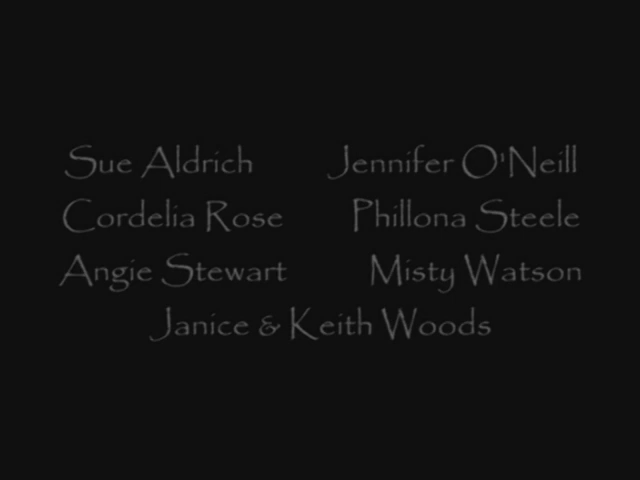 Sue Aldrich Jennifer O'Neill
Cordelia Rose Phillona Steele
Angie Stewart Misty Watson
Janice & Keith Woods